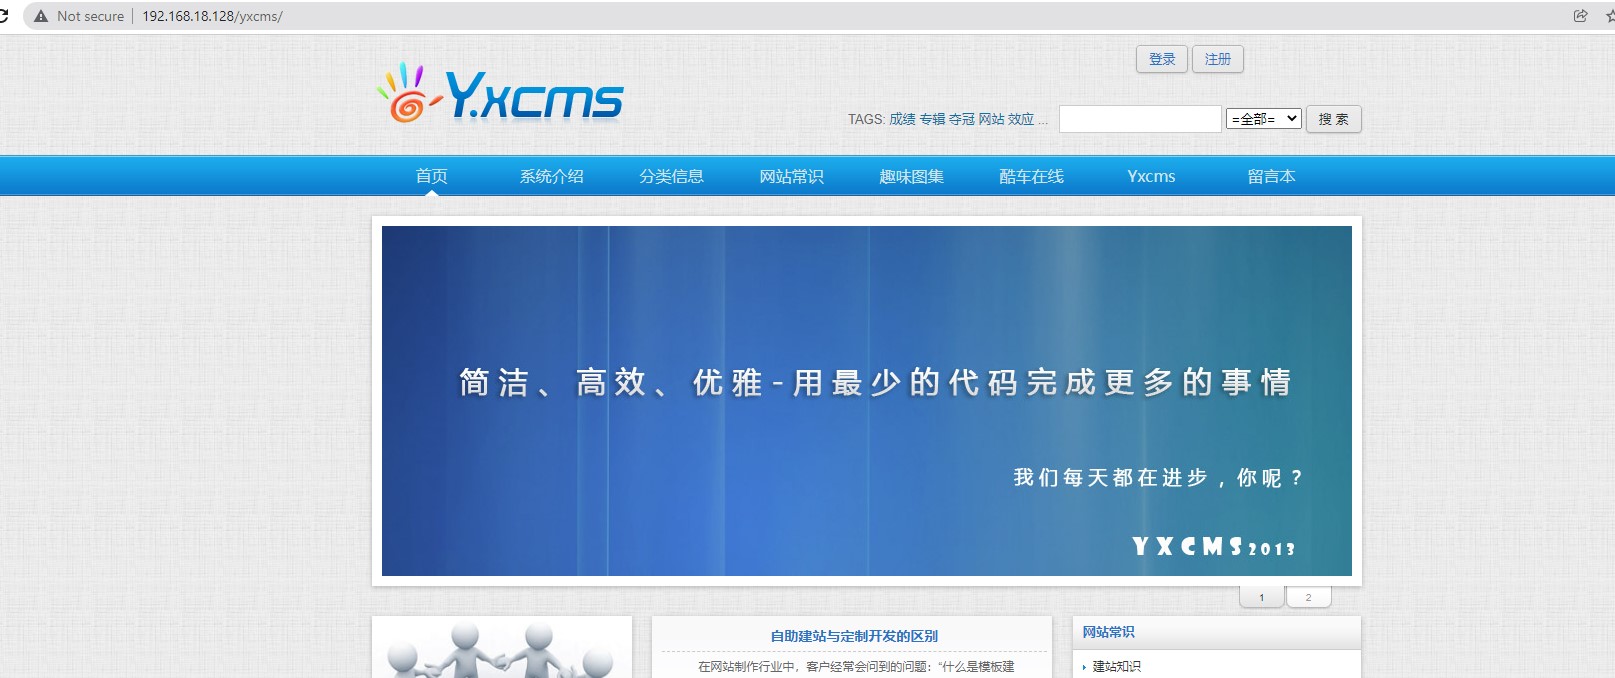 Not secure
192.168.18.128/yxcms/
登录 注册
Y.xcms
TAGS: 成绩 专辑 夺冠 网站 效应 ... =全部= 搜 索
首页 系统介绍 分类信息 网站常识 趣味图集 酷车在线 Yxcms 留言本
简洁、高效、优雅-用最少的代码完成更多的事情
我们每天都在进步，你呢？
YXCMS2013
1 2
自助建站与定制开发的区别
网站常识
在网站制作行业中，客户经常会问到的问题：“什么是模板建
建站知识